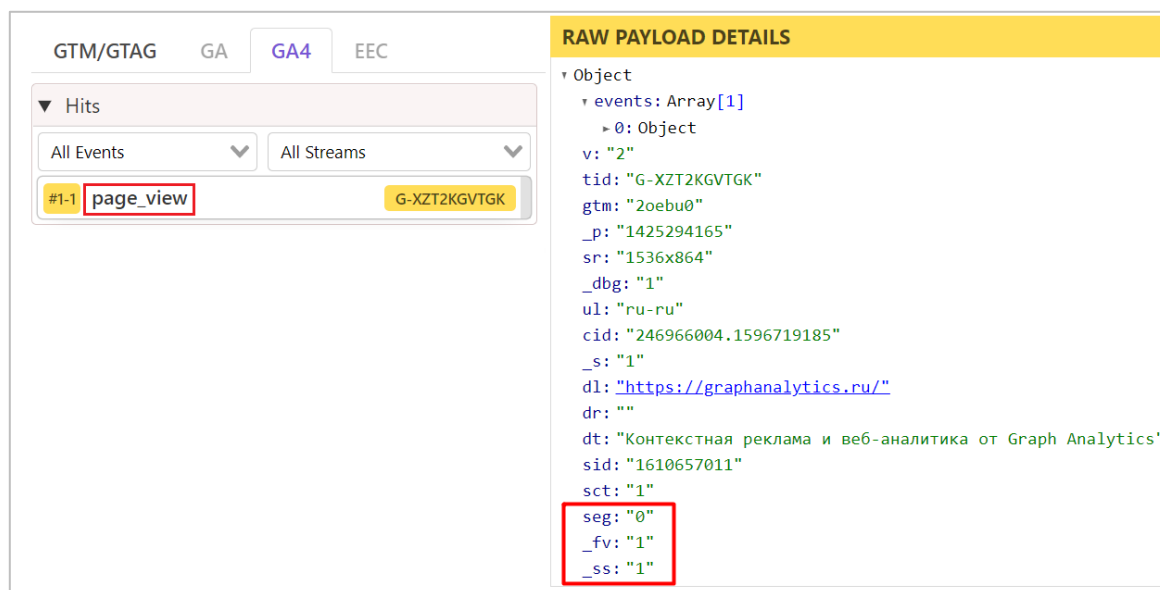 GTM/GTAG GA GA4 EEC
▼ Hits
All Events All Streams
#1-1 page_view G-XZT2KGVTGK
RAW PAYLOAD DETAILS
▼ Object
▼ events: Array[1]
► 0: Object
v: "2"
tid: "G-XZT2KGVTGK"
gtm: "2oebu0"
_p: "1425294165"
sr: "1536x864"
_dbg: "1"
ul: "ru-ru"
cid: "246966004.1596719185"
_s: "1"
dl: "https://graphanalytics.ru/"
dr: ""
dt: "Контекстная реклама и веб-аналитика от Graph Analytics"
sid: "1610657011"
sct: "1"
seg: "0"
_fv: "1"
_ss: "1"